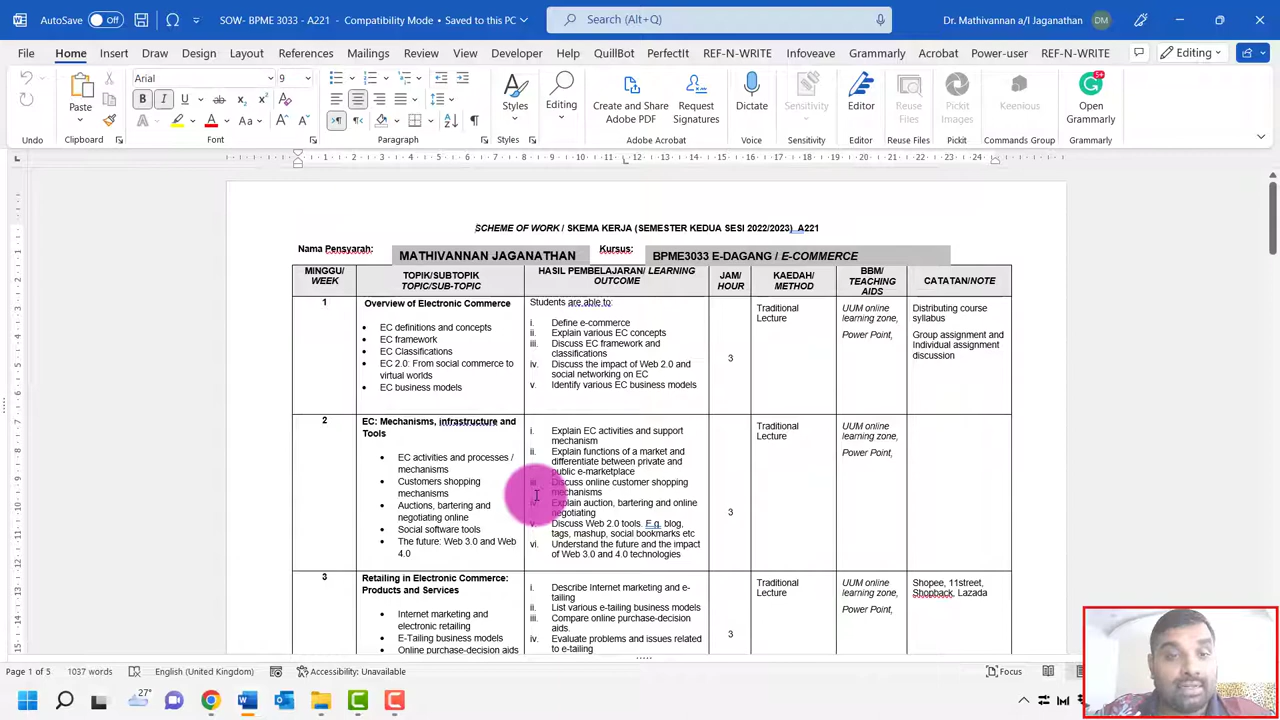 AutoSave Off SOW- BPME 3033 - A221 - Compatibility Mode • Saved to this PC Search (Alt+Q) Dr. Mathivannan a/l Jaganathan DM
File Home Insert Draw Design Layout References Mailings Review View Developer Help QuillBot PerfectIt REF-N-WRITE Infoveave Grammarly Acrobat Power-user REF-N-WRITE Editing
Arial 9
Paste Styles Editing Create and Share Adobe PDF Request Signatures Dictate Sensitivity Editor Reuse Files Pickit Images Keenious Open Grammarly
Undo Clipboard Font Paragraph Styles Adobe Acrobat Voice Sensitivity Editor Reuse Files Pickit Commands Group Grammarly
SCHEME OF WORK / SKEMA KERJA (SEMESTER KEDUA SESI 2022/2023) A221
Nama Pensyarah: MATHIVANNAN JAGANATHAN Kursus: BPME3033 E-DAGANG / E-COMMERCE
MINGGU/
WEEK
TOPIK/SUBTOPIK
TOPIC/SUB-TOPIC
HASIL PEMBELAJARAN/ LEARNING
OUTCOME
JAM/
HOUR
KAEDAH/
METHOD
BBM/
TEACHING
AIDS
CATATAN/NOTE
1
Overview of Electronic Commerce
• EC definitions and concepts
• EC framework
• EC Classifications
• EC 2.0: From social commerce to
virtual worlds
• EC business models
Students are able to:
i. Define e-commerce
ii. Explain various EC concepts
iii. Discuss EC framework and
classifications
iv. Discuss the impact of Web 2.0 and
social networking on EC
v. Identify various EC business models
3
Traditional
Lecture
UUM online
learning zone,
Power Point,
Distributing course
syllabus
Group assignment and
Individual assignment
discussion
2
EC: Mechanisms, infrastructure and
Tools
• EC activities and processes /
mechanisms
• Customers shopping
mechanisms
• Auctions, bartering and
negotiating online
• Social software tools
• The future: Web 3.0 and Web
4.0
i. Explain EC activities and support
mechanism
ii. Explain functions of a market and
differentiate between private and
public e-marketplace
iii. Discuss online customer shopping
mechanisms
iv. Explain auction, bartering and online
negotiating
v. Discuss Web 2.0 tools. E.g. blog,
tags, mashup, social bookmarks etc
vi. Understand the future and the impact
of Web 3.0 and 4.0 technologies
3
Traditional
Lecture
UUM online
learning zone,
Power Point,
3
Retailing in Electronic Commerce:
Products and Services
• Internet marketing and
electronic retailing
• E-Tailing business models
• Online purchase-decision aids
i. Describe Internet marketing and e-
tailing
ii. List various e-tailing business models
iii. Compare online purchase-decision
aids.
iv. Evaluate problems and issues related
to e-tailing
3
Traditional
Lecture
UUM online
learning zone,
Power Point,
Shopee, 11street,
Shopback, Lazada
Page 1 of 5 1037 words English (United Kingdom) Accessibility: Unavailable Focus
27°